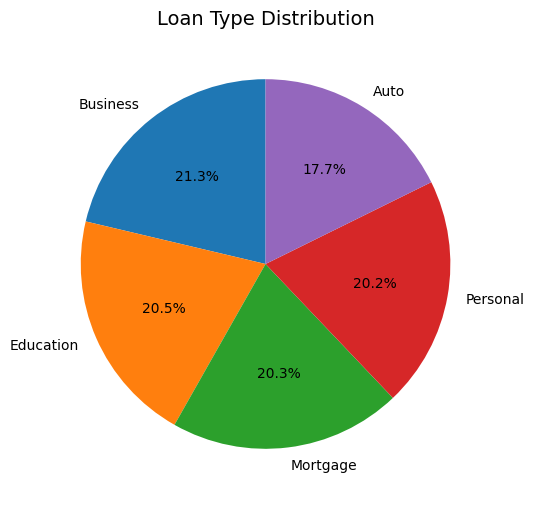 Loan Type Distribution
Auto
Business
17.7%
21.3%
20.2%
Personal
20.5%
Education
20.3%
Mortgage